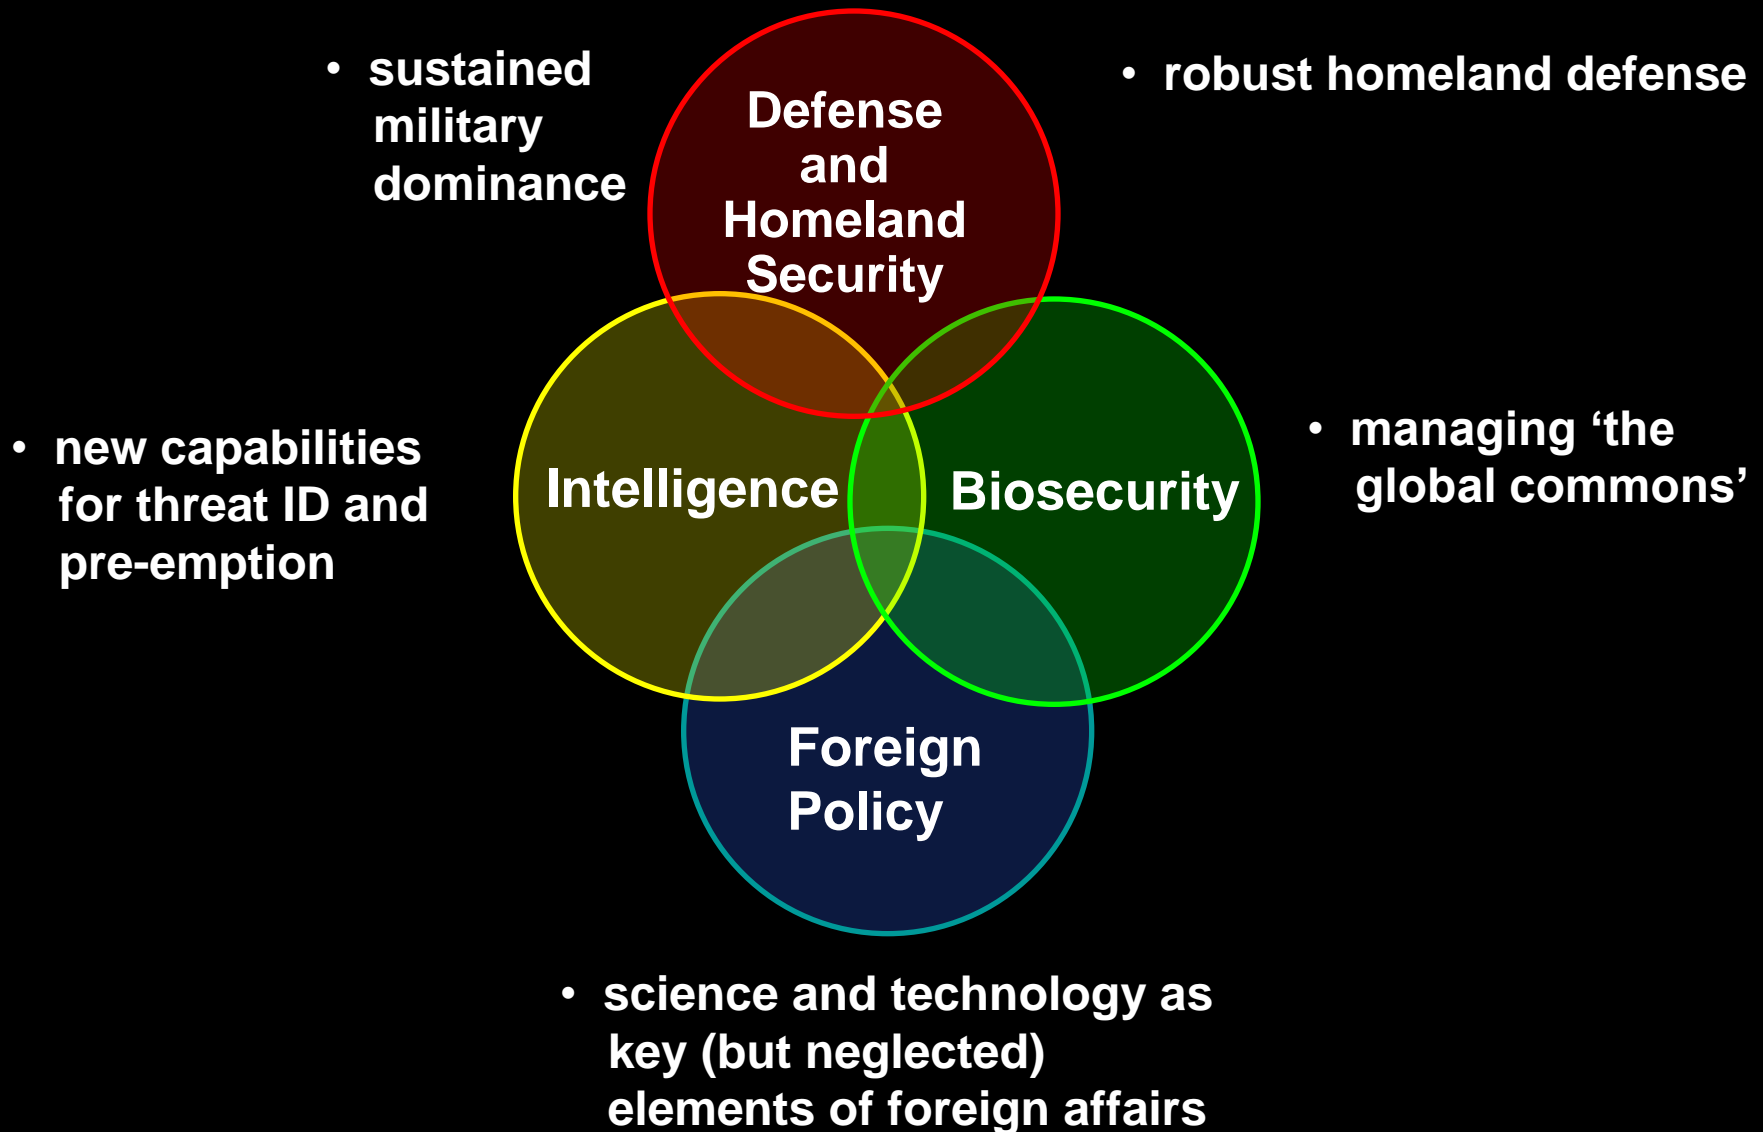 • sustained
military
dominance
Defense
and
Homeland
Security
• robust homeland defense
• new capabilities
for threat ID and
pre-emption
Intelligence
Biosecurity
• managing ‘the
global commons’
Foreign
Policy
• science and technology as
key (but neglected)
elements of foreign affairs